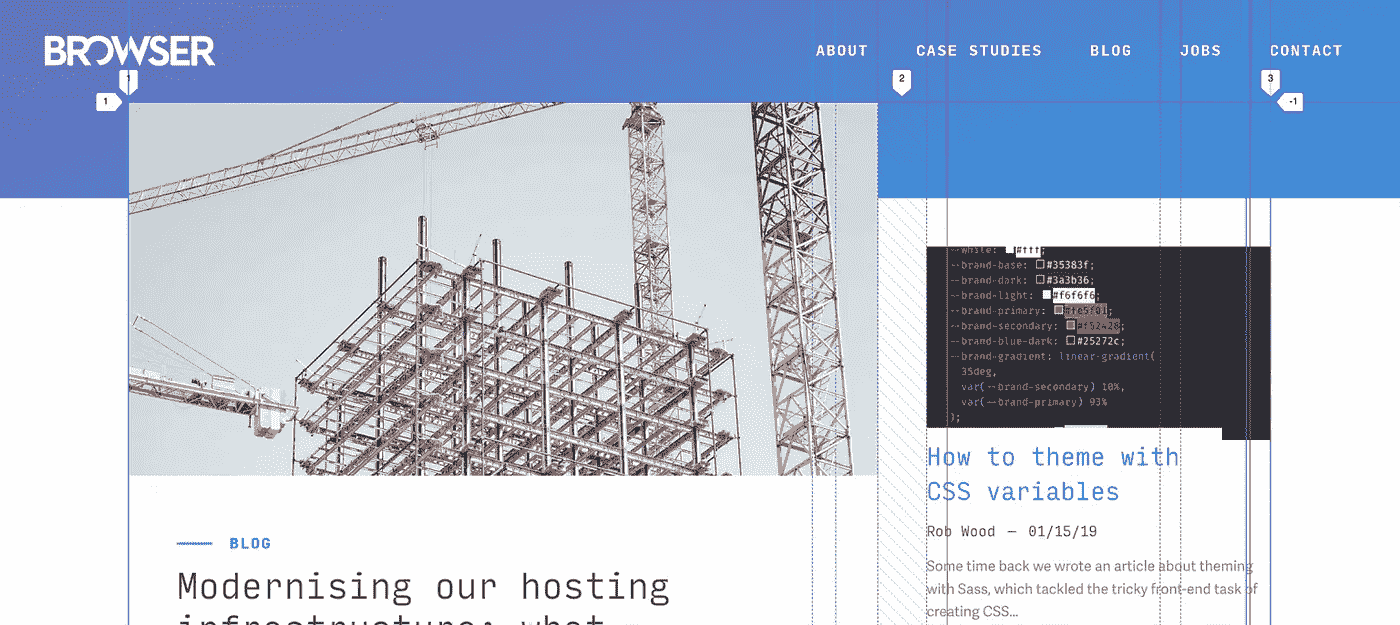 BROWSER
ABOUT CASE STUDIES BLOG JOBS CONTACT
1 2 3
1 -1
--white: #fff;
--brand-base: #35383f;
--brand-dark: #3a3b36;
--brand-light: #f6f6f6;
--brand-primary: #fe5f01;
--brand-secondary: #f52428;
--brand-blue-dark: #25272c;
--brand-gradient: linear-gradient(
35deg,
var(--brand-secondary) 10%,
var(--brand-primary) 93%
);
How to theme with
CSS variables
Rob Wood — 01/15/19
Some time back we wrote an article about theming
with Sass, which tackled the tricky front-end task of
creating CSS...
BLOG
Modernising our hosting
infrastructure: what